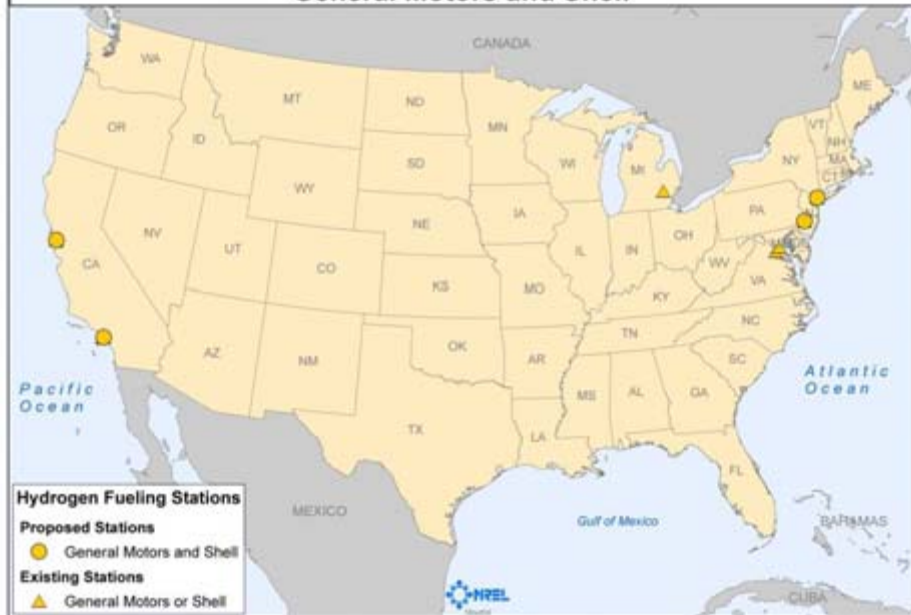 General Motors and Shell
CANADA
WA
MT
ND
MN
ME
OR
ID
SD
WI
MI
VT
NH
NY
MA
CT
WY
IA
PA
NE
NV
UT
IL
IN
OH
NJ
CA
CO
WV
KS
MO
VA
KY
NC
TN
AZ
NM
OK
AR
SC
Pacific
Ocean
Atlantic
Ocean
MS
AL
GA
TX
LA
FL
Hydrogen Fueling Stations
Proposed Stations
General Motors and Shell
Existing Stations
General Motors or Shell
MEXICO
Gulf of Mexico
BAHAMAS
NREL
CUBA